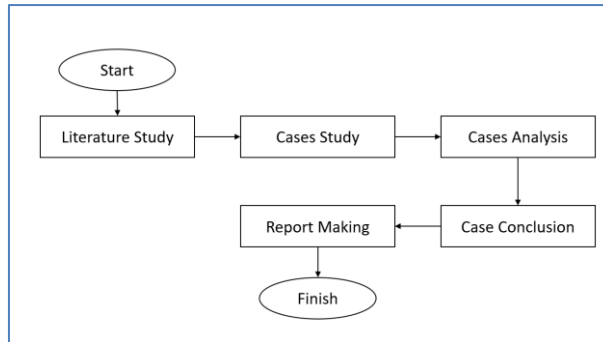 Start
Literature Study
Cases Study
Cases Analysis
Case Conclusion
Report Making
Finish